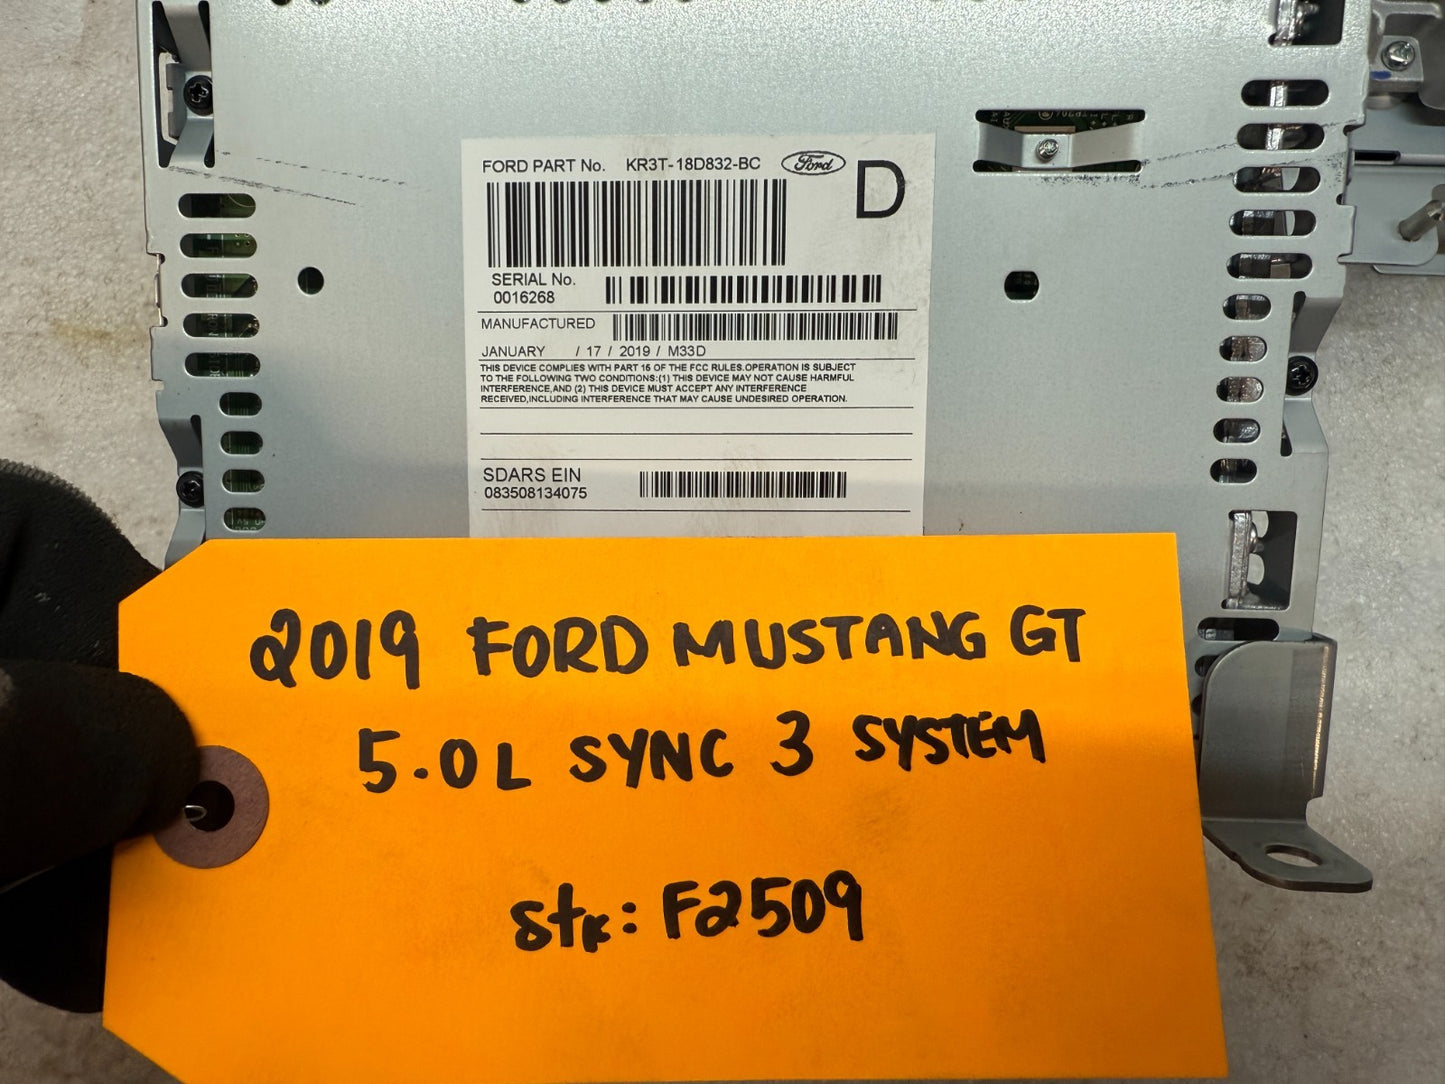 FORD PART No. KR3T-18D832-BC Ford D
SERIAL No.
0016268
MANUFACTURED
JANUARY / 17 / 2019 / M33D
THIS DEVICE COMPLIES WITH PART 16 OF THE FCC RULES.OPERATION IS SUBJECT
TO THE FOLLOWING TWO CONDITIONS:(1) THIS DEVICE MAY NOT CAUSE HARMFUL
INTERFERENCE,AND (2) THIS DEVICE MUST ACCEPT ANY INTERFERENCE
RECEIVED,INCLUDING INTERFERENCE THAT MAY CAUSE UNDESIRED OPERATION.
SDARS EIN
083508134075
2019 FORD MUSTANG GT
5.0L SYNC 3 SYSTEM
stk: F2509